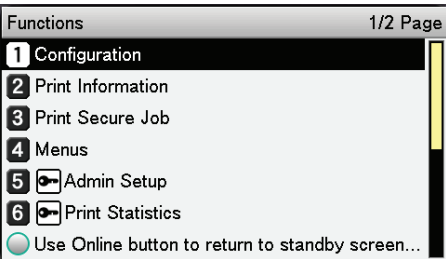 Functions 1/2 Page
1 Configuration
2 Print Information
3 Print Secure Job
4 Menus
5 Admin Setup
6 Print Statistics
Use Online button to return to standby screen...